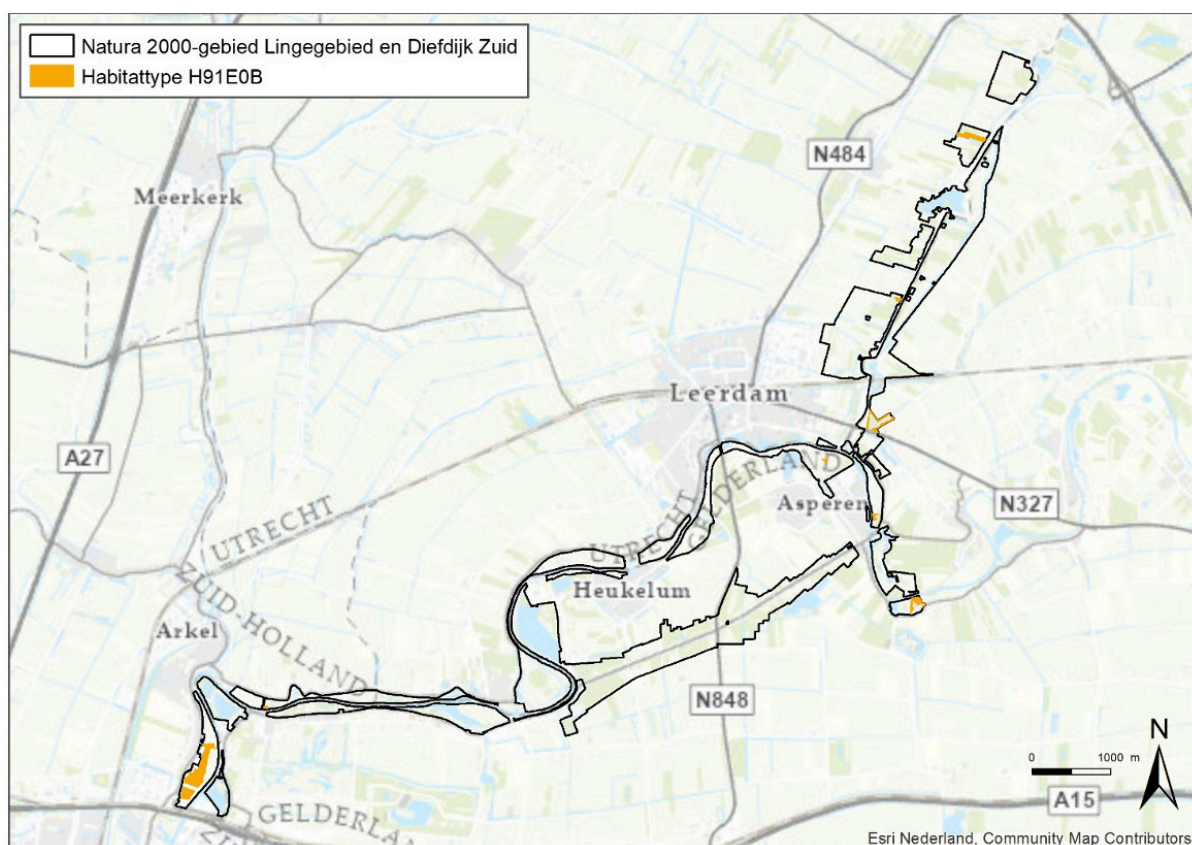 Natura 2000-gebied Lingegebied en Diefdijk Zuid
Habitattype H91E0B
N484
Meerkerk
Leerdam
A27
GELDERLAND
UTRECHT
Asperen
N327
UTRECHT
GELDERLAND
Heukelum
ZUID-HOLLAND
Arkel
N848
N
0 1000 m
A15
GELDERLAN
Esri Nederland, Community Map Contributors